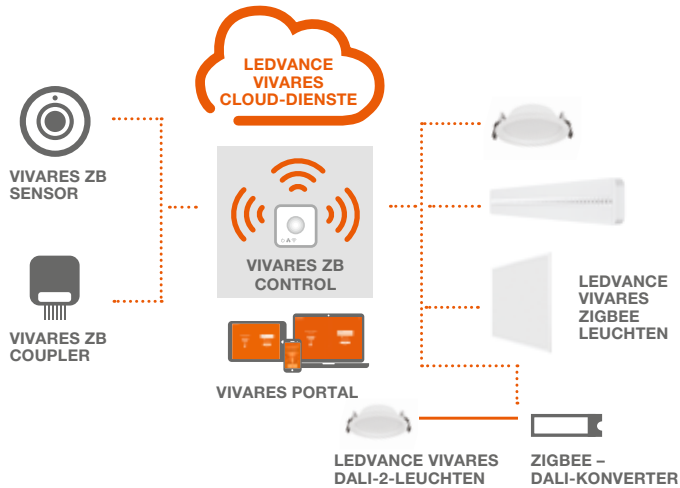 LEDVANCE
VIVARES
CLOUD-DIENSTE
VIVARES ZB
SENSOR
VIVARES ZB
CONTROL
VIVARES ZB
COUPLER
LEDVANCE
VIVARES
ZIGBEE
LEUCHTEN
VIVARES PORTAL
LEDVANCE VIVARES
DALI-2-LEUCHTEN
ZIGBEE –
DALI-KONVERTER